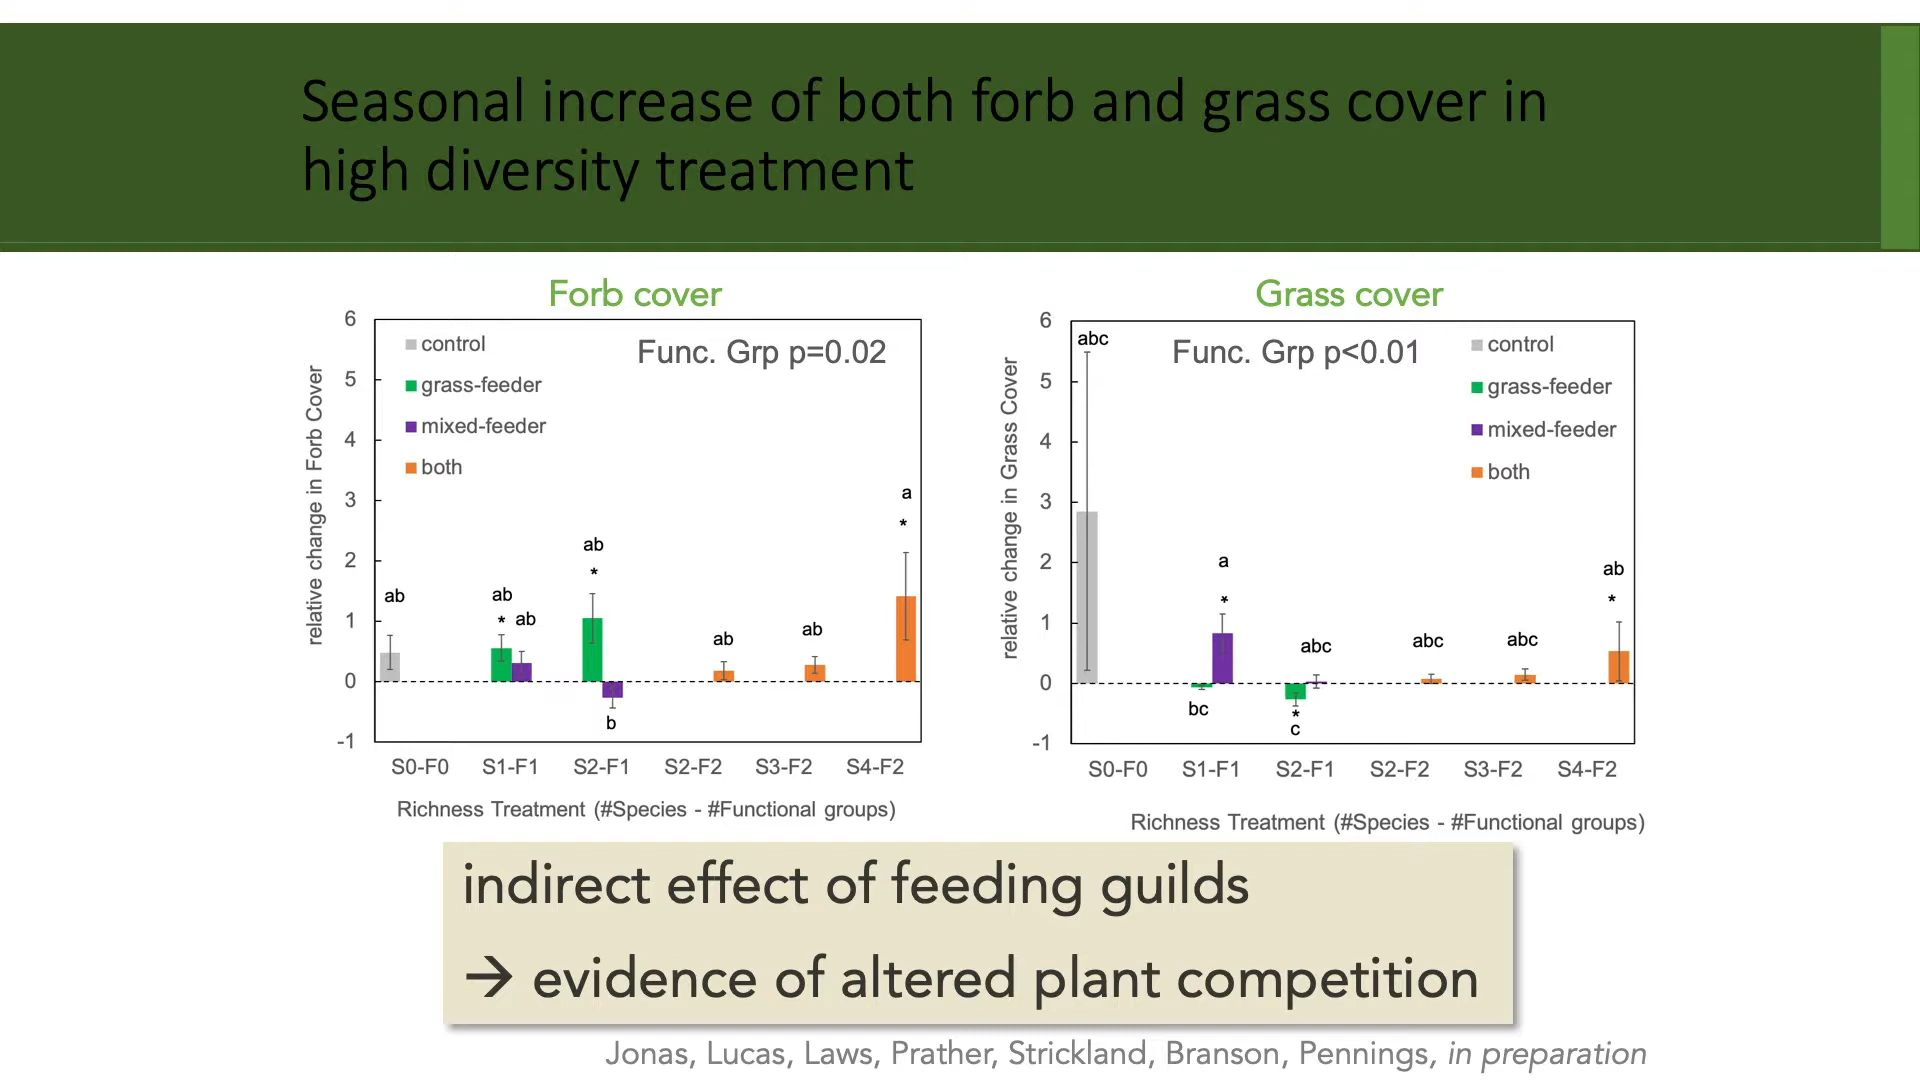 Seasonal increase of both forb and grass cover in
high diversity treatment
Forb cover
relative change in Forb Cover
6
5
4
3
2
1
0
-1
control
grass-feeder
mixed-feeder
both
Func. Grp p=0.02
ab
ab
*
ab
ab
*
b
ab
ab
a
*
S0-F0 S1-F1 S2-F1 S2-F2 S3-F2 S4-F2
Richness Treatment (#Species - #Functional groups)
Grass cover
relative change in Grass Cover
6
5
4
3
2
1
0
-1
Func. Grp p<0.01
control
grass-feeder
mixed-feeder
both
abc
a
*
bc
abc
*
c
abc
abc
ab
*
S0-F0 S1-F1 S2-F1 S2-F2 S3-F2 S4-F2
Richness Treatment (#Species - #Functional groups)
indirect effect of feeding guilds
→ evidence of altered plant competition
Jonas, Lucas, Laws, Prather, Strickland, Branson, Pennings, in preparation